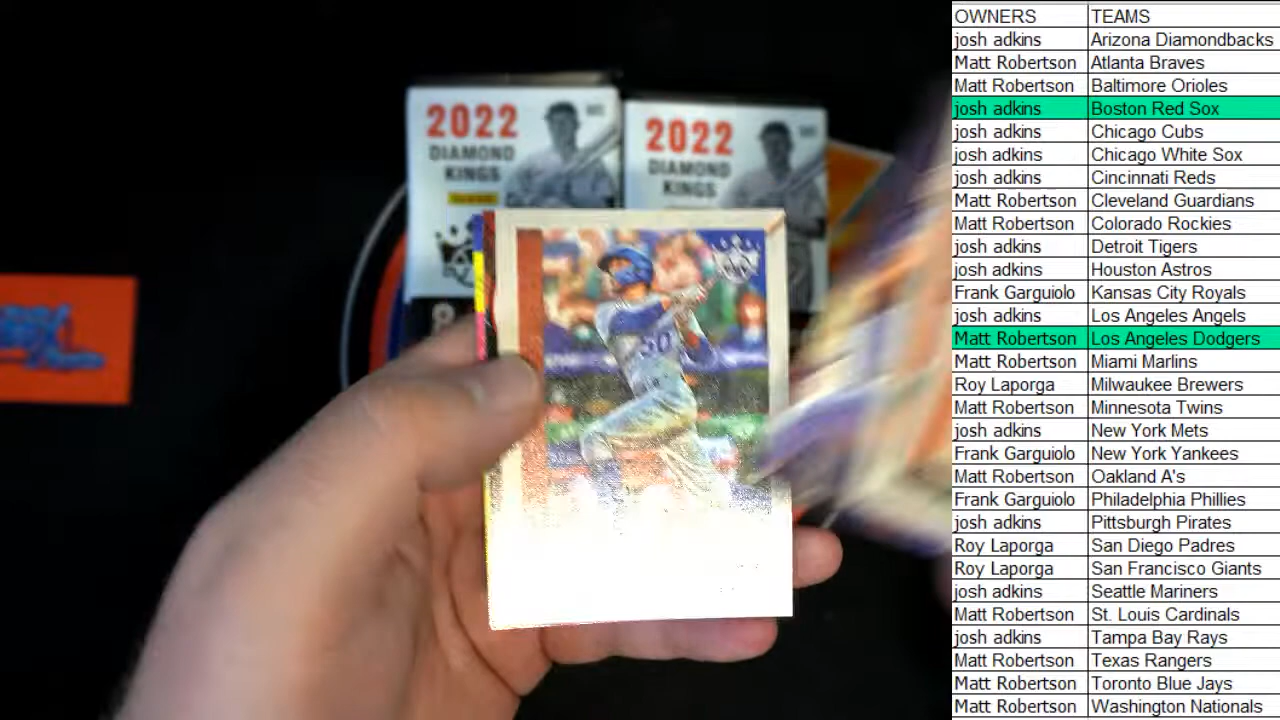 2022
DIAMOND
KINGS
2022
DIAMOND
KINGS
50
OWNERS TEAMS
josh adkins Arizona Diamondbacks
Matt Robertson Atlanta Braves
Matt Robertson Baltimore Orioles
josh adkins Boston Red Sox
josh adkins Chicago Cubs
josh adkins Chicago White Sox
josh adkins Cincinnati Reds
Matt Robertson Cleveland Guardians
Matt Robertson Colorado Rockies
josh adkins Detroit Tigers
josh adkins Houston Astros
Frank Garguiolo Kansas City Royals
josh adkins Los Angeles Angels
Matt Robertson Los Angeles Dodgers
Matt Robertson Miami Marlins
Roy Laporga Milwaukee Brewers
Matt Robertson Minnesota Twins
josh adkins New York Mets
Frank Garguiolo New York Yankees
Matt Robertson Oakland A's
Frank Garguiolo Philadelphia Phillies
josh adkins Pittsburgh Pirates
Roy Laporga San Diego Padres
Roy Laporga San Francisco Giants
josh adkins Seattle Mariners
Matt Robertson St. Louis Cardinals
josh adkins Tampa Bay Rays
Matt Robertson Texas Rangers
Matt Robertson Toronto Blue Jays
Matt Robertson Washington Nationals